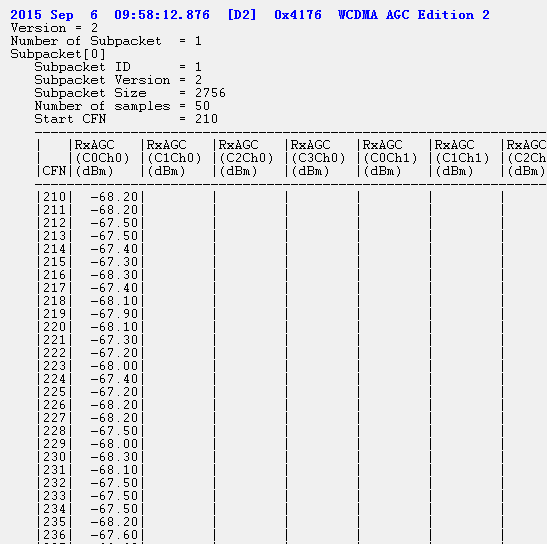 2015 Sep  6  09:58:12.876  [D2]  0x4176  WCDMA AGC Edition 2
Version = 2
Number of Subpacket  = 1
Subpacket[0]
   Subpacket ID      = 1
   Subpacket Version = 2
   Subpacket Size    = 2756
   Number of samples = 50
   Start CFN         = 210
   ----------------------------------------------------------------
   |   |RxAGC   |RxAGC   |RxAGC   |RxAGC   |RxAGC   |RxAGC   |RxAGC
   |   |(C0Ch0) |(C1Ch0) |(C2Ch0) |(C3Ch0) |(C0Ch1) |(C1Ch1) |(C2Ch
   |CFN|(dBm)   |(dBm)   |(dBm)   |(dBm)   |(dBm)   |(dBm)   |(dBm)
   ----------------------------------------------------------------
   |210|  -68.20|        |        |        |        |        |
   |211|  -68.20|        |        |        |        |        |
   |212|  -67.50|        |        |        |        |        |
   |213|  -67.50|        |        |        |        |        |
   |214|  -67.40|        |        |        |        |        |
   |215|  -67.30|        |        |        |        |        |
   |216|  -68.30|        |        |        |        |        |
   |217|  -67.40|        |        |        |        |        |
   |218|  -68.10|        |        |        |        |        |
   |219|  -67.90|        |        |        |        |        |
   |220|  -68.10|        |        |        |        |        |
   |221|  -67.30|        |        |        |        |        |
   |222|  -67.20|        |        |        |        |        |
   |223|  -68.00|        |        |        |        |        |
   |224|  -67.40|        |        |        |        |        |
   |225|  -67.20|        |        |        |        |        |
   |226|  -68.20|        |        |        |        |        |
   |227|  -68.20|        |        |        |        |        |
   |228|  -67.50|        |        |        |        |        |
   |229|  -68.00|        |        |        |        |        |
   |230|  -68.30|        |        |        |        |        |
   |231|  -68.10|        |        |        |        |        |
   |232|  -67.50|        |        |        |        |        |
   |233|  -67.50|        |        |        |        |        |
   |234|  -67.50|        |        |        |        |        |
   |235|  -68.20|        |        |        |        |        |
   |236|  -67.60|        |        |        |        |        |